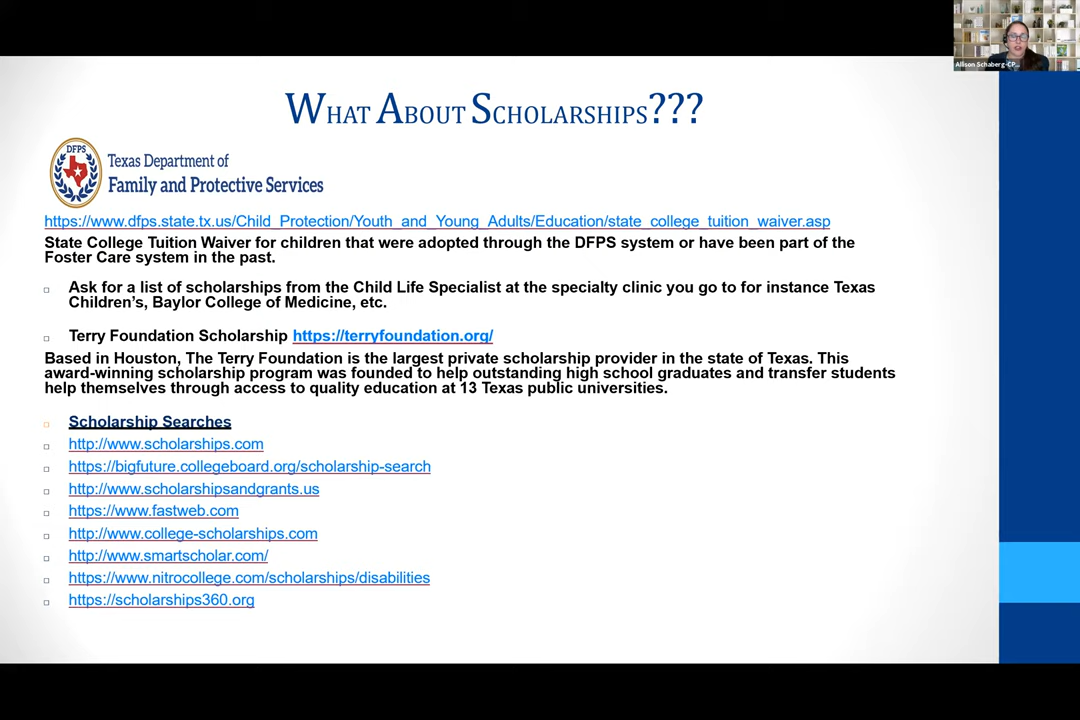 Allison Schaberg-CP...
WHAT ABOUT SCHOLARSHIPS???
DFPS
Texas Department of
Family and Protective Services
https://www.dfps.state.tx.us/Child_Protection/Youth_and_Young_Adults/Education/state_college_tuition_waiver.asp
State College Tuition Waiver for children that were adopted through the DFPS system or have been part of the
Foster Care system in the past.
Ask for a list of scholarships from the Child Life Specialist at the specialty clinic you go to for instance Texas
Children's, Baylor College of Medicine, etc.
Terry Foundation Scholarship https://terryfoundation.org/
Based in Houston, The Terry Foundation is the largest private scholarship provider in the state of Texas. This
award-winning scholarship program was founded to help outstanding high school graduates and transfer students
help themselves through access to quality education at 13 Texas public universities.
Scholarship Searches
http://www.scholarships.com
https://bigfuture.collegeboard.org/scholarship-search
http://www.scholarshipsandgrants.us
https://www.fastweb.com
http://www.college-scholarships.com
http://www.smartscholar.com/
https://www.nitrocollege.com/scholarships/disabilities
https://scholarships360.org